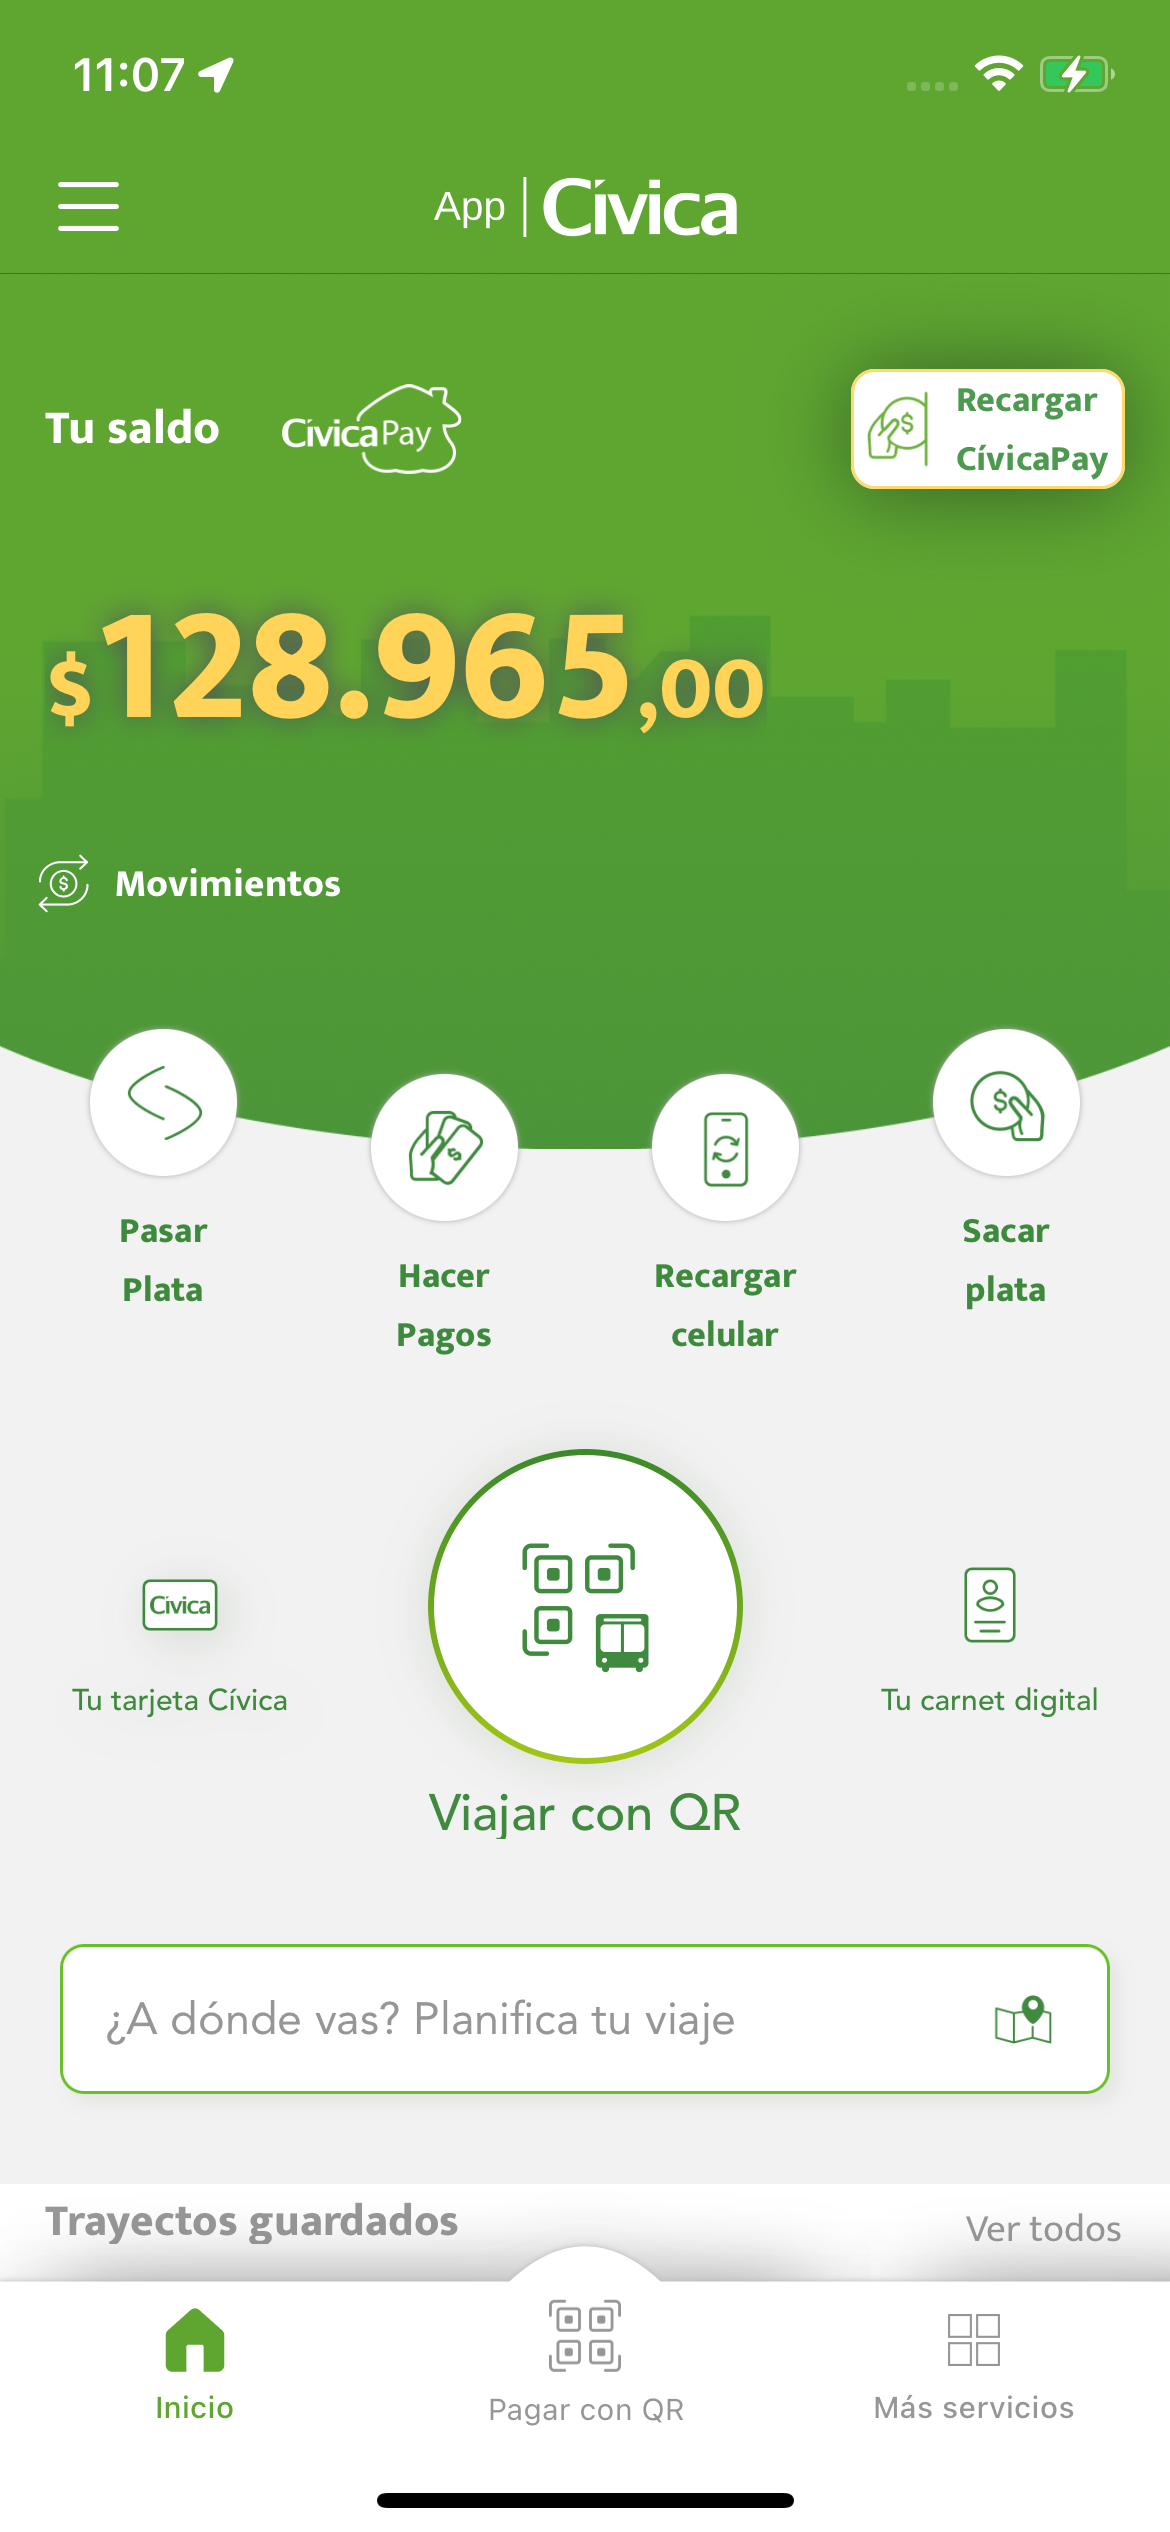 11:07
App | Cívica
Tu saldo
CívicaPay
Recargar
CívicaPay
$128.965,00
Movimientos
Pasar
Plata
Hacer
Pagos
Recargar
celular
Sacar
plata
Cívica
Tu tarjeta Cívica
Viajar con QR
Tu carnet digital
¿A dónde vas? Planifica tu viaje
Trayectos guardados
Ver todos
Inicio
Pagar con QR
Más servicios